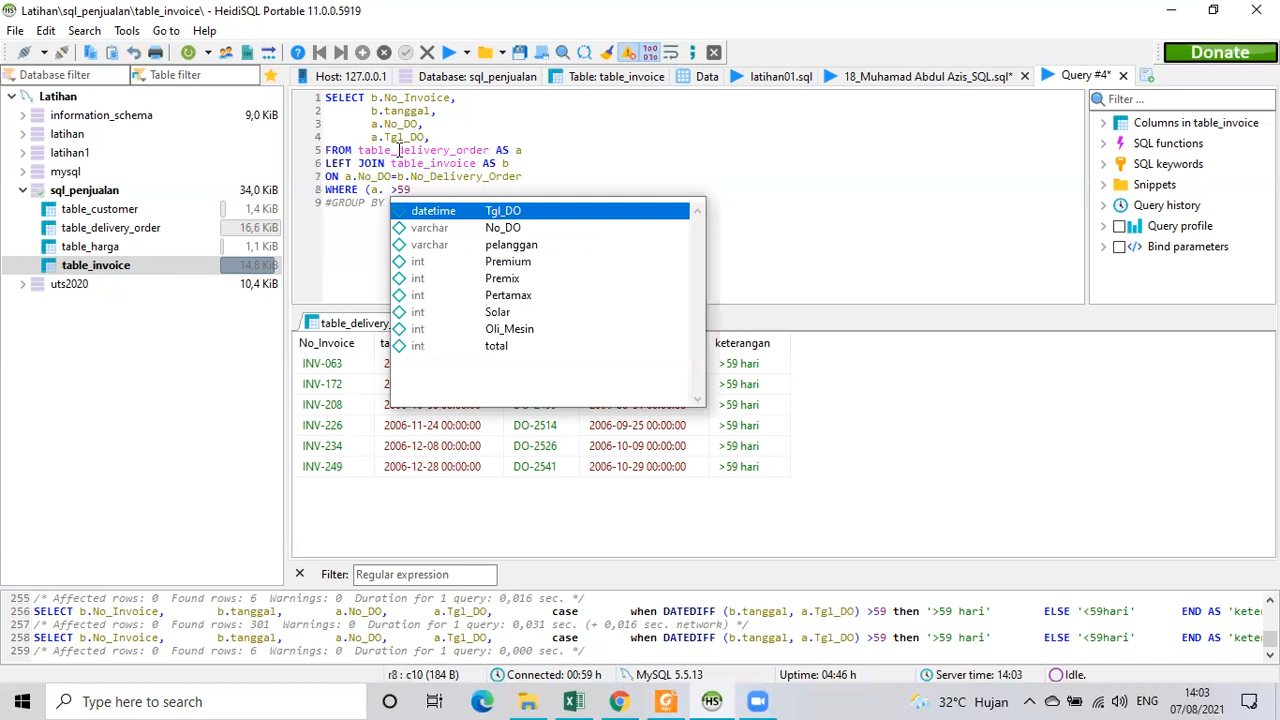 Latihan\sql_penjualan\table_invoice\ - HeidiSQL Portable 11.0.0.5919
File Edit Search Tools Go to Help
Donate
Database filter Table filter Host: 127.0.0.1 Database: sql_penjualan Table: table_invoice Data latihan01.sql 18_Muhimad Abdul Azis_SQL.sql* Query #4*
Latihan
information_schema 9,0 KiB
latihan
latihan1
mysql
sql_penjualan 34,0 KiB
table_customer 1,4 KiB
table_delivery_order 16,6 KiB
table_harga 1,1 KiB
table_invoice 14,8 KiB
uts2020 10,4 KiB
1 SELECT b.No_Invoice,
2 b.tanggal,
3 a.No_DO,
4 a.Tgl_DO,
5 FROM table_delivery_order AS a
6 LEFT JOIN table_invoice AS b
7 ON a.No_DO=b.No_Delivery_Order
8 WHERE (a. >59
9 #GROUP BY
datetime Tgl_DO
varchar No_DO
varchar pelanggan
int Premium
int Premix
int Pertamax
int Solar
int Oli_Mesin
int total
Filter ...
Columns in table_invoice
SQL functions
SQL keywords
Snippets
Query history
Query profile
Bind parameters
table_delivery_
No_Invoice ta keterangan
INV-063 2 >59 hari
INV-172 2 >59 hari
INV-208 >59 hari
INV-226 2006-11-24 00:00:00 DO-2514 2006-09-25 00:00:00 >59 hari
INV-234 2006-12-08 00:00:00 DO-2526 2006-10-09 00:00:00 >59 hari
INV-249 2006-12-28 00:00:00 DO-2541 2006-10-29 00:00:00 >59 hari
Filter: Regular expression
255 /* Affected rows: 0 Found rows: 6 Warnings: 0 Duration for 1 query: 0,016 sec. */
256 SELECT b.No_Invoice, b.tanggal, a.No_DO, a.Tgl_DO, case when DATEDIFF (b.tanggal, a.Tgl_DO) >59 then '>59 hari' ELSE '<59hari' END AS 'keter
257 /* Affected rows: 0 Found rows: 301 Warnings: 0 Duration for 1 query: 0,031 sec. (+ 0,016 sec. network) */
258 SELECT b.No_Invoice, b.tanggal, a.No_DO, a.Tgl_DO, case when DATEDIFF (b.tanggal, a.Tgl_DO) >59 then '>59 hari' ELSE '<59hari' END AS 'keter
259 /* Affected rows: 0 Found rows: 6 Warnings: 0 Duration for 1 query: 0,000 sec. */
r8 : c10 (184 B) Connected: 00:59 h MySQL 5.5.13 Uptime: 04:46 h Server time: 14:03 Idle.
Type here to search 32°C Hujan ENG 14:03
07/08/2021